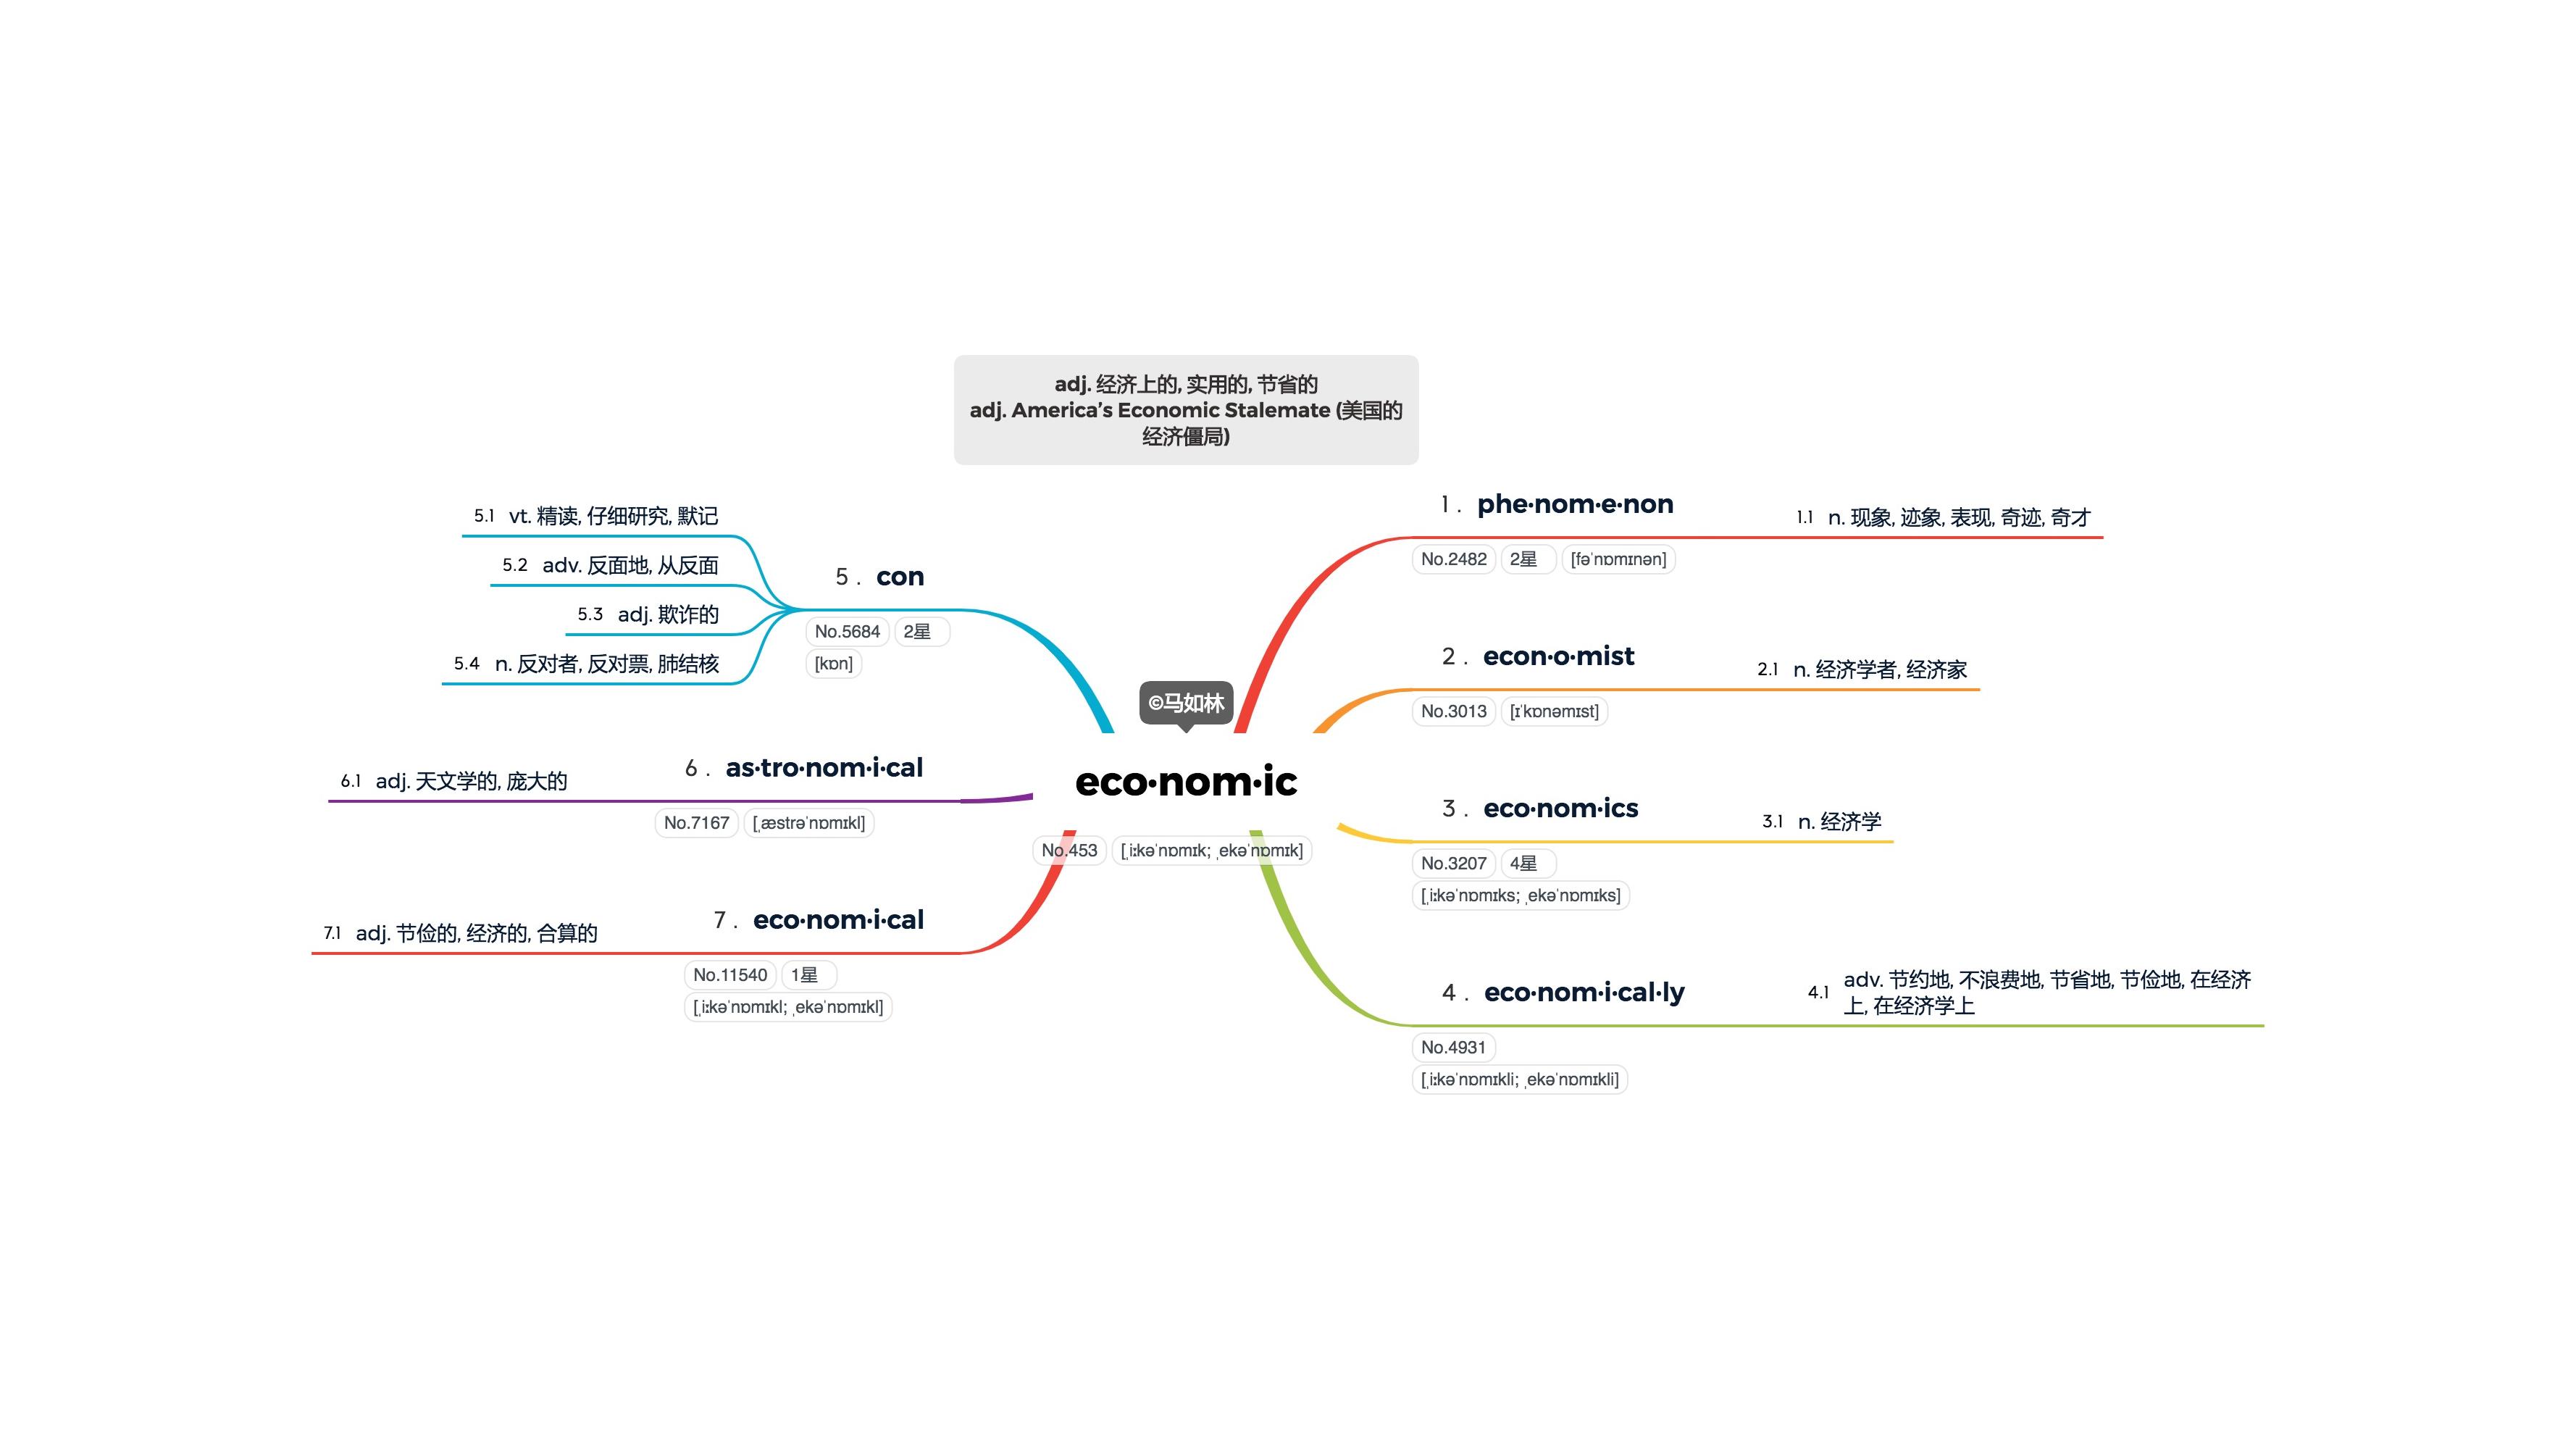 adj. 经济上的, 实用的, 节省的
adj. America’s Economic Stalemate (美国的
经济僵局)
©马如林
eco·nom·ic
No.453 [ˌiːkəˈnɒmɪk; ˌekəˈnɒmɪk]
1 . phe·nom·e·non
No.2482 2星 [fəˈnɒmɪnən]
1.1 n. 现象, 迹象, 表现, 奇迹, 奇才
2 . econ·o·mist
No.3013 [ɪˈkɒnəmɪst]
2.1 n. 经济学者, 经济家
3 . eco·nom·ics
No.3207 4星
[ˌiːkəˈnɒmɪks; ˌekəˈnɒmɪks]
3.1 n. 经济学
4 . eco·nom·i·cal·ly
No.4931
[ˌiːkəˈnɒmɪkli; ˌekəˈnɒmɪkli]
4.1 adv. 节约地, 不浪费地, 节省地, 节俭地, 在经济
上, 在经济学上
5 . con
No.5684 2星
[kɒn]
5.1 vt. 精读, 仔细研究, 默记
5.2 adv. 反面地, 从反面
5.3 adj. 欺诈的
5.4 n. 反对者, 反对票, 肺结核
6 . as·tro·nom·i·cal
No.7167 [ˌæstrəˈnɒmɪkl]
6.1 adj. 天文学的, 庞大的
7 . eco·nom·i·cal
No.11540 1星
[ˌiːkəˈnɒmɪkl; ˌekəˈnɒmɪkl]
7.1 adj. 节俭的, 经济的, 合算的